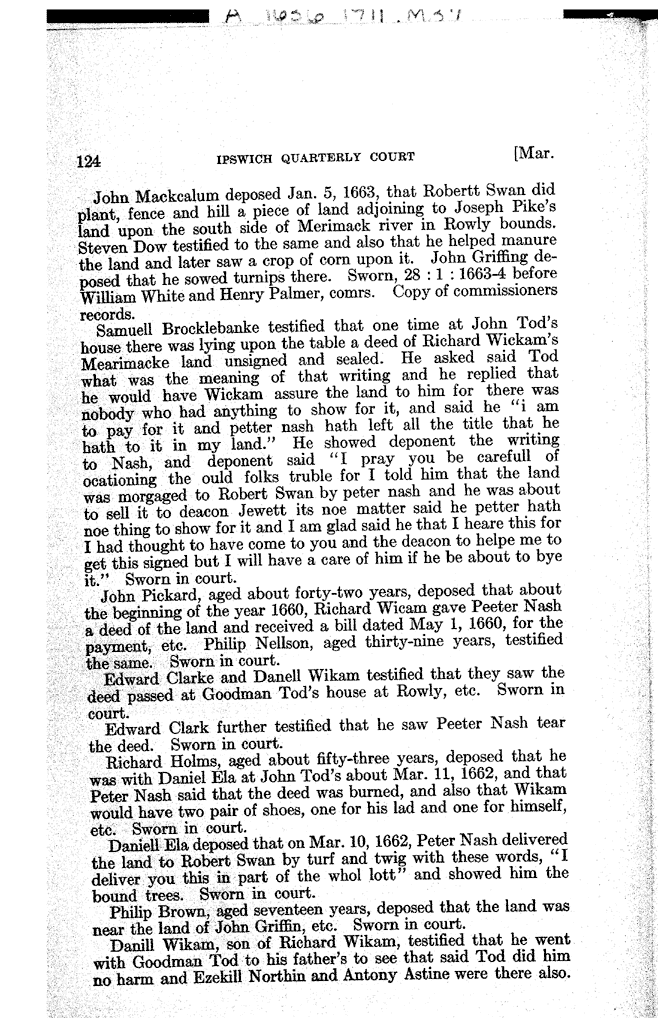 A 1656 1711 .M37
124 IPSWICH QUARTERLY COURT [Mar.
John Mackcalum deposed Jan. 5, 1663, that Robertt Swan did
plant, fence and hill a piece of land adjoining to Joseph Pike's
land upon the south side of Merimack river in Rowly bounds.
Steven Dow testified to the same and also that he helped manure
the land and later saw a crop of corn upon it. John Griffing de-
posed that he sowed turnips there. Sworn, 28 : 1 : 1663-4 before
William White and Henry Palmer, comrs. Copy of commissioners
records.
Samuell Brocklebanke testified that one time at John Tod's
house there was lying upon the table a deed of Richard Wickam's
Mearimacke land unsigned and sealed. He asked said Tod
what was the meaning of that writing and he replied that
he would have Wickam assure the land to him for there was
nobody who had anything to show for it, and said he "i am
to pay for it and petter nash hath left all the title that he
hath to it in my land." He showed deponent the writing
to Nash, and deponent said "I pray you be carefull of
ocationing the ould folks truble for I told him that the land
was morgaged to Robert Swan by peter nash and he was about
to sell it to deacon Jewett its noe matter said he petter hath
noe thing to show for it and I am glad said he that I heare this for
I had thought to have come to you and the deacon to helpe me to
get this signed but I will have a care of him if he be about to bye
it." Sworn in court.
John Pickard, aged about forty-two years, deposed that about
the beginning of the year 1660, Richard Wicam gave Peeter Nash
a deed of the land and received a bill dated May 1, 1660, for the
payment, etc. Philip Nellson, aged thirty-nine years, testified
the same. Sworn in court.
Edward Clarke and Danell Wikam testified that they saw the
deed passed at Goodman Tod's house at Rowly, etc. Sworn in
court.
Edward Clark further testified that he saw Peeter Nash tear
the deed. Sworn in court.
Richard Holms, aged about fifty-three years, deposed that he
was with Daniel Ela at John Tod's about Mar. 11, 1662, and that
Peter Nash said that the deed was burned, and also that Wikam
would have two pair of shoes, one for his lad and one for himself,
etc. Sworn in court.
Daniell Ela deposed that on Mar. 10, 1662, Peter Nash delivered
the land to Robert Swan by turf and twig with these words, "I
deliver you this in part of the whol lott" and showed him the
bound trees. Sworn in court.
Philip Brown, aged seventeen years, deposed that the land was
near the land of John Griffin, etc. Sworn in court.
Danill Wikam, son of Richard Wikam, testified that he went
with Goodman Tod to his father's to see that said Tod did him
no harm and Ezekill Northin and Antony Astine were there also.